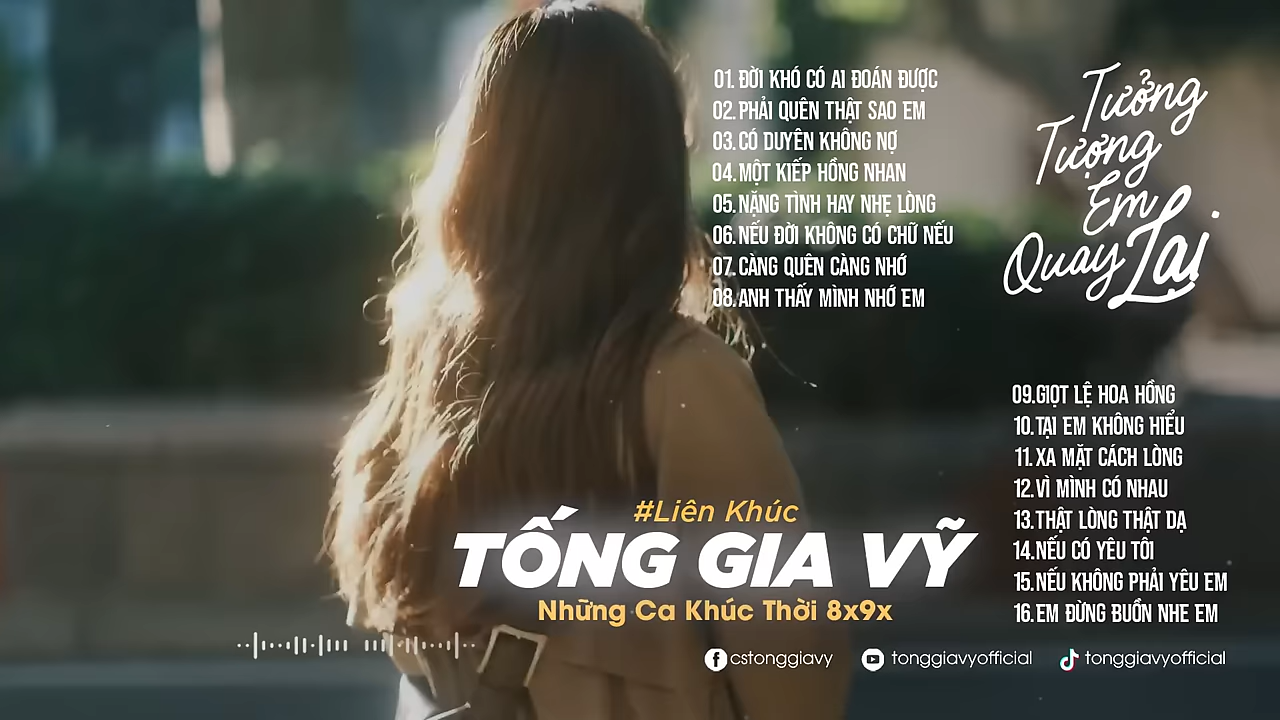 01. ĐỜI KHÓ CÓ AI ĐOÁN ĐƯỢC
02. PHẢI QUÊN THẬT SAO EM
03. CÓ DUYÊN KHÔNG NỢ
04. MỘT KIẾP HỒNG NHAN
05. NẶNG TÌNH HAY NHẸ LÒNG
06. NẾU ĐỜI KHÔNG CÓ CHỮ NẾU
07. CÀNG QUÊN CÀNG NHỚ
08. ANH THẤY MÌNH NHỚ EM
Tưởng
Tượng
Em
Quay Lại
09. GIỌT LỆ HOA HỒNG
10. TẠI EM KHÔNG HIỂU
11. XA MẶT CÁCH LÒNG
12. VÌ MÌNH CÓ NHAU
13. THẬT LÒNG THẬT DẠ
14. NẾU CÓ YÊU TÔI
15. NẾU KHÔNG PHẢI YÊU EM
16. EM ĐỪNG BUỒN NHE EM
#Liên Khúc
TỐNG GIA VỸ
Những Ca Khúc Thời 8x9x
cstonggiavy tonggiavyofficial tonggiavyofficial